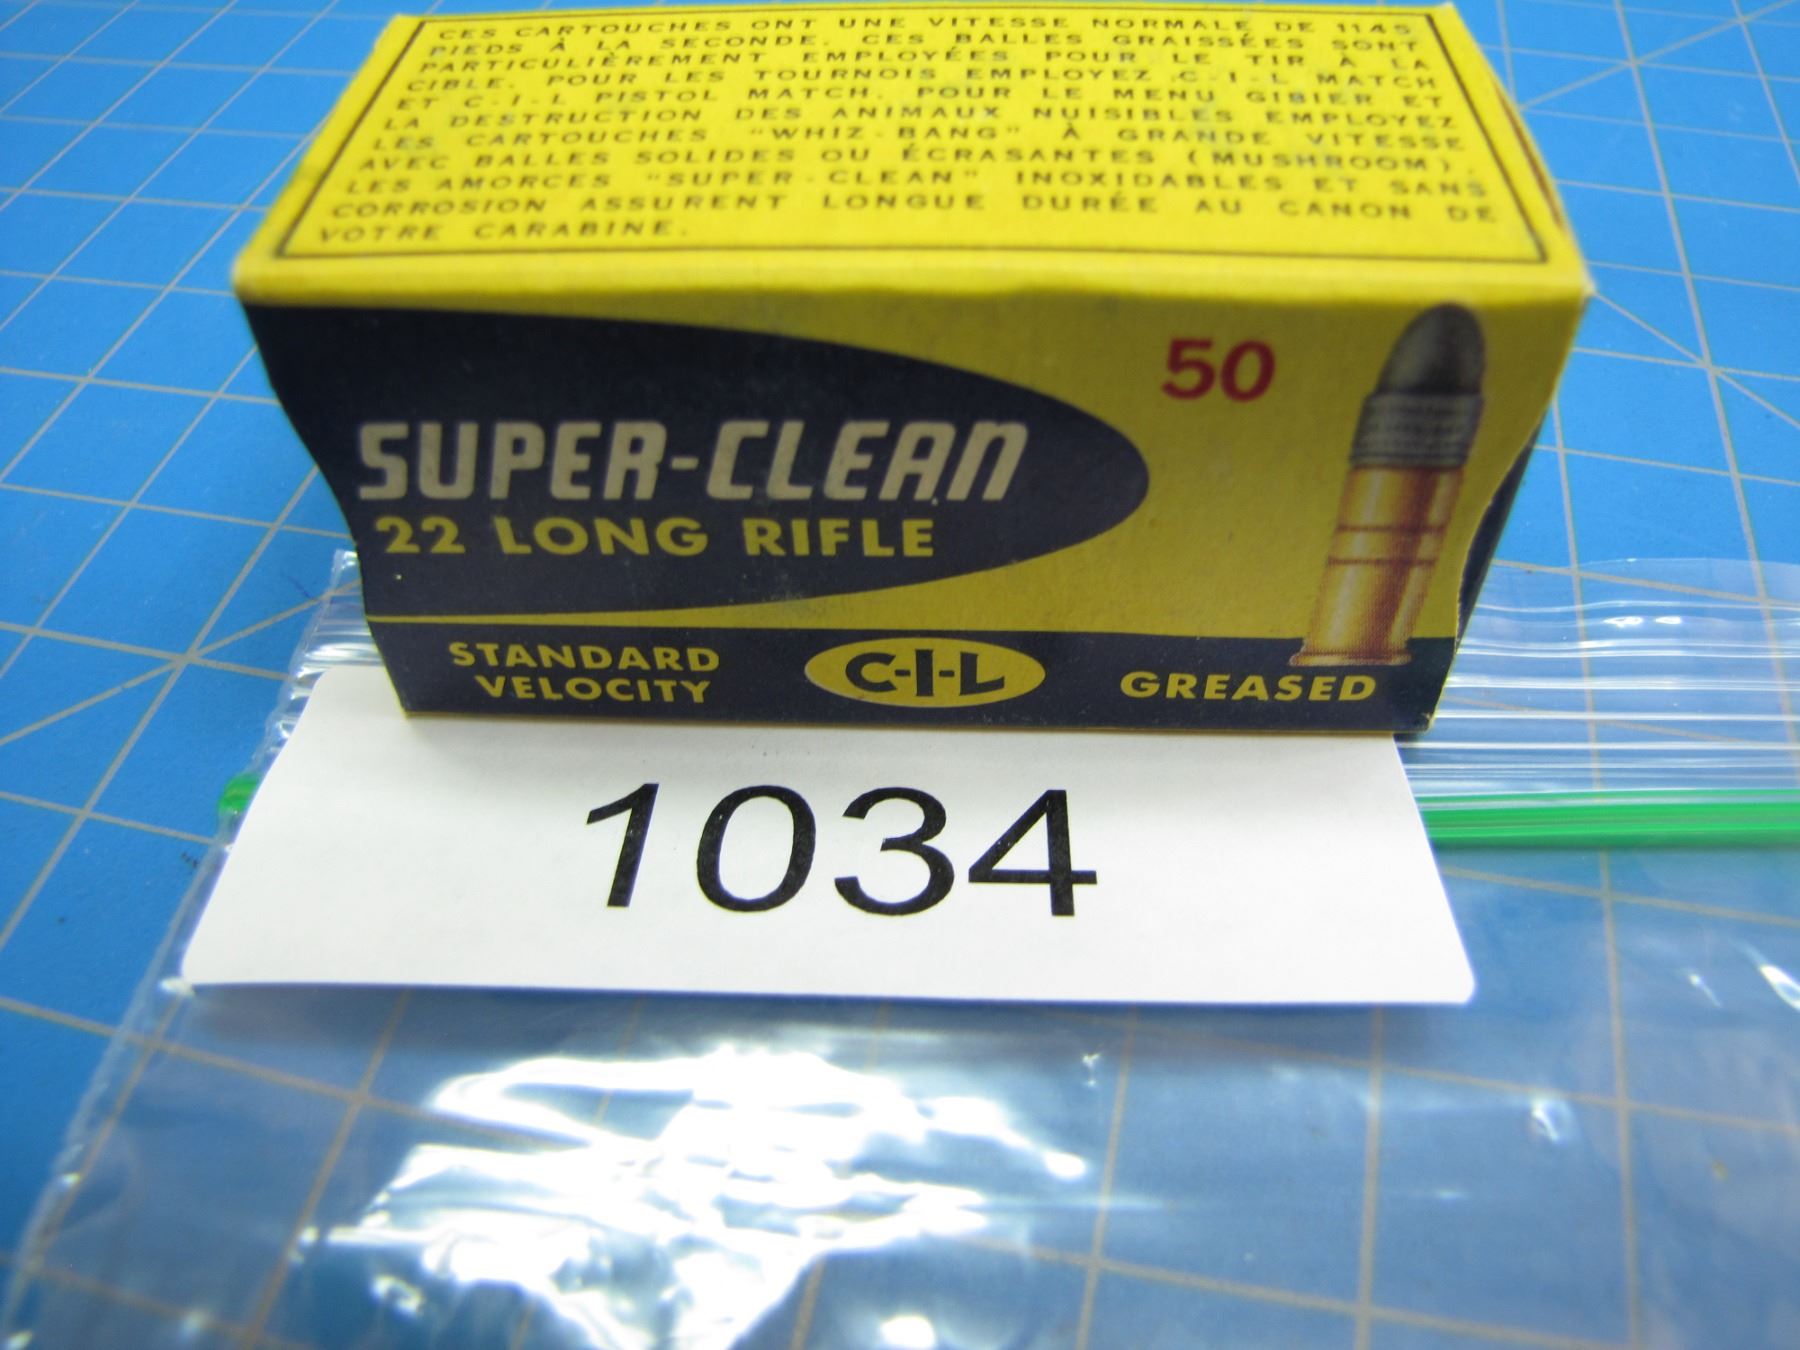 CES CARTOUCHES ONT UNE VITESSE NORMALE DE 1145
PIEDS À LA SECONDE. CES BALLES GRAISSÉES SONT
PARTICULIÈREMENT EMPLOYÉES POUR LE TIR À LA
CIBLE. POUR LES TOURNOIS EMPLOYEZ C-I-L MATCH
ET C-I-L PISTOL MATCH. POUR LE MENU GIBIER ET
LA DESTRUCTION DES ANIMAUX NUISIBLES EMPLOYEZ
LES CARTOUCHES "WHIZ-BANG" À GRANDE VITESSE
AVEC BALLES SOLIDES OU ÉCRASANTES (MUSHROOM).
LES AMORCES "SUPER-CLEAN" INOXIDABLES ET SANS
CORROSION ASSURENT LONGUE DURÉE AU CANON DE
VOTRE CARABINE.
50
SUPER-CLEAN
22 LONG RIFLE
STANDARD
VELOCITY
C-I-L
GREASED
1034